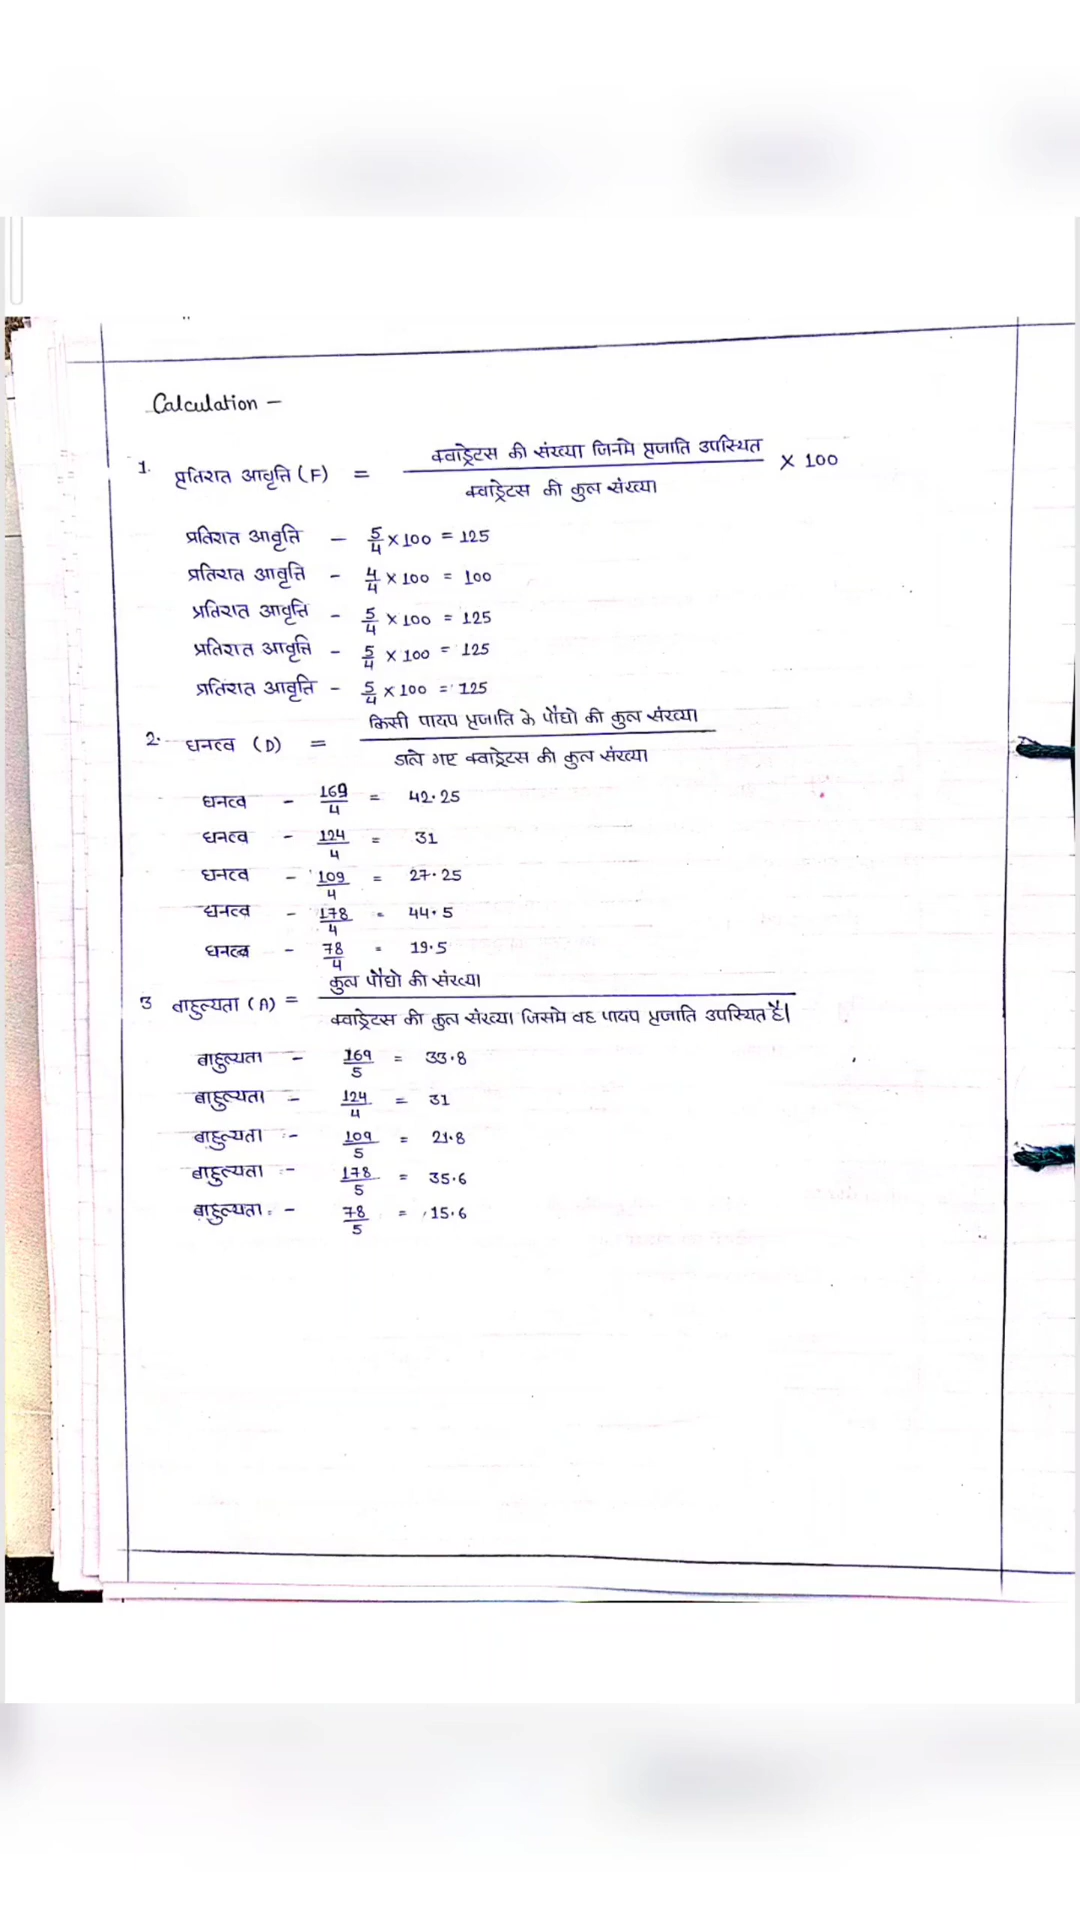 Calculation -
1. प्रतिशत आवृत्ति (F) = क्वाड्रेटस की संख्या जिनमे प्रजाति उपस्थित / क्वाड्रेटस की कुल संख्या × 100
प्रतिशत आवृत्ति - 5/4 × 100 = 125
प्रतिशत आवृत्ति - 4/4 × 100 = 100
प्रतिशत आवृत्ति - 5/4 × 100 = 125
प्रतिशत आवृत्ति - 5/4 × 100 = 125
प्रतिशत आवृत्ति - 5/4 × 100 = 125
2. घनत्व (D) = किसी पादप प्रजाति के पौधो की कुल संख्या / डाले गए क्वाड्रेटस की कुल संख्या
घनत्व - 169/4 = 42.25
घनत्व - 124/4 = 31
घनत्व - 109/4 = 27.25
घनत्व - 178/4 = 44.5
घनत्व - 78/4 = 19.5
3 बाहुल्यता (A) = कुल पौधो की संख्या / क्वाड्रेटस की कुल संख्या जिसमे वह पादप प्रजाति उपस्थित है।
बाहुल्यता - 169/5 = 33.8
बाहुल्यता - 124/4 = 31
बाहुल्यता - 109/5 = 21.8
बाहुल्यता - 178/5 = 35.6
बाहुल्यता - 78/5 = 15.6